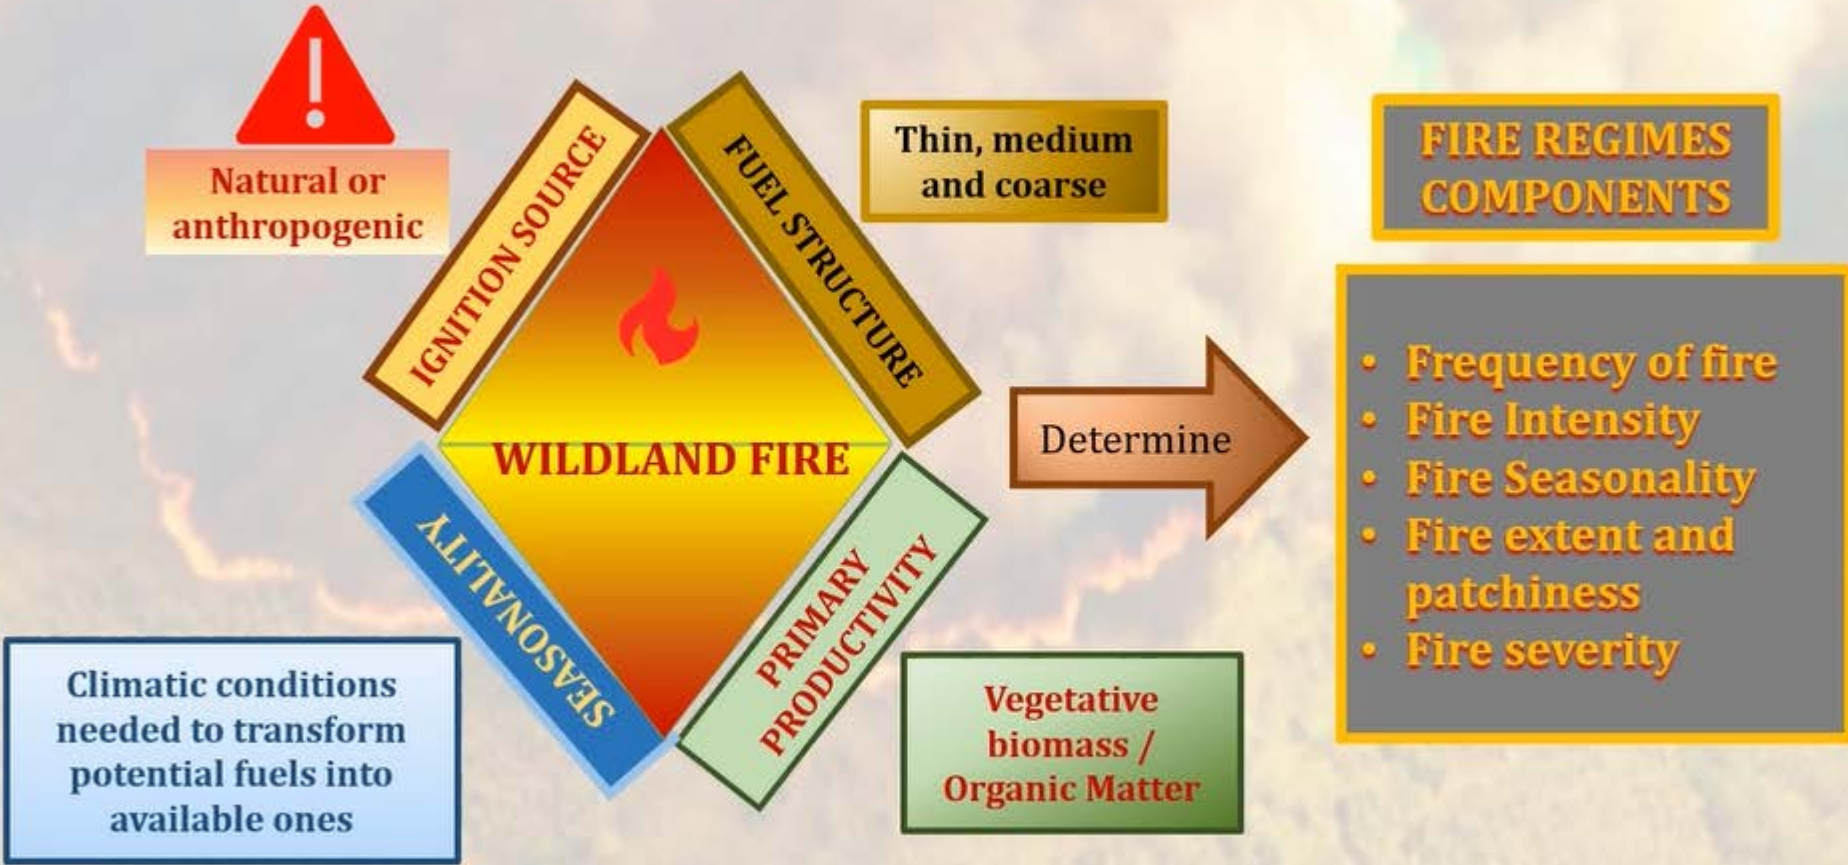 Natural or
anthropogenic
IGNITION SOURCE
FUEL STRUCTURE
Thin, medium
and coarse
FIRE REGIMES
COMPONENTS
WILDLAND FIRE
Determine
• Frequency of fire
• Fire Intensity
• Fire Seasonality
• Fire extent and
patchiness
• Fire severity
SEASONALITY
PRIMARY
PRODUCTIVITY
Climatic conditions
needed to transform
potential fuels into
available ones
Vegetative
biomass /
Organic Matter